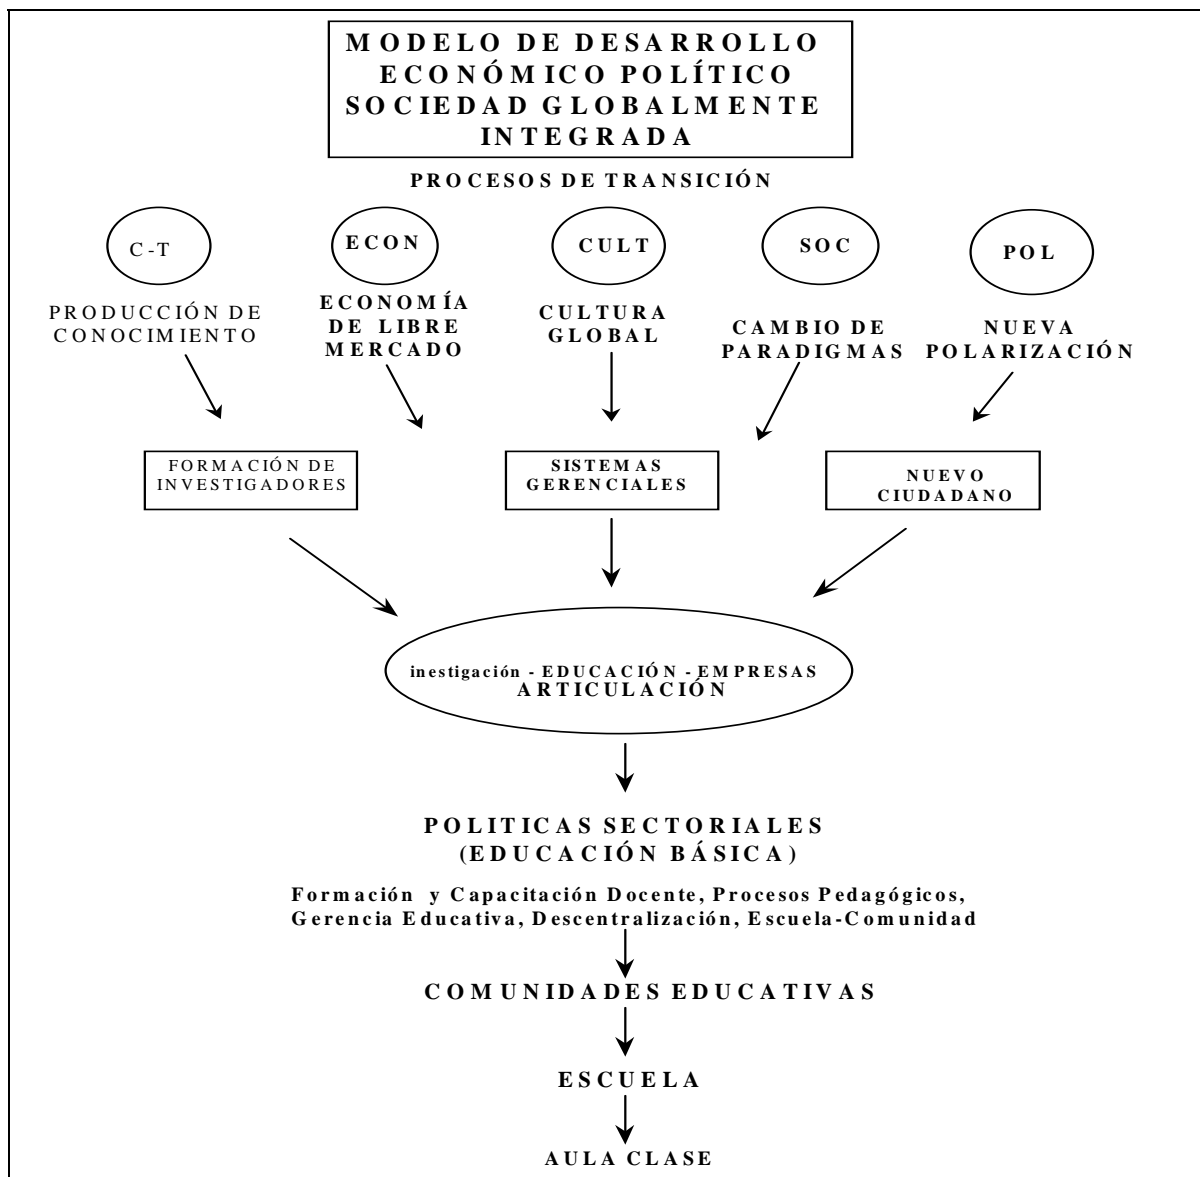 MODELO DE DESARROLLO
ECONÓMICO POLÍTICO
SOCIEDAD GLOBALMENTE
INTEGRADA
PROCESOS DE TRANSICIÓN
C-T
ECON
CULT
SOC
POL
PRODUCCIÓN DE
CONOCIMIENTO
ECONOMÍA
DE LIBRE
MERCADO
CULTURA
GLOBAL
CAMBIO DE
PARADIGMAS
NUEVA
POLARIZACIÓN
FORMACIÓN DE
INVESTIGADORES
SISTEMAS
GERENCIALES
NUEVO
CIUDADANO
inestigación - EDUCACIÓN - EMPRESAS
ARTICULACIÓN
POLITICAS SECTORIALES
(EDUCACIÓN BÁSICA)
Formación y Capacitación Docente, Procesos Pedagógicos,
Gerencia Educativa, Descentralización, Escuela-Comunidad
COMUNIDADES EDUCATIVAS
ESCUELA
AULA CLASE